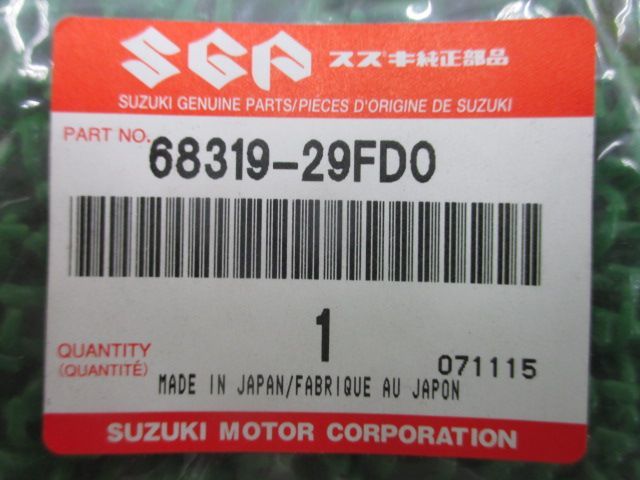 SGP スズキ純正部品
SUZUKI GENUINE PARTS/PIÈCES D'ORIGINE DE SUZUKI
PART NO. 68319-29FD0
1
QUANTITY
(QUANTITÉ)
071115
MADE IN JAPAN/FABRIQUE AU JAPON
SUZUKI MOTOR CORPORATION